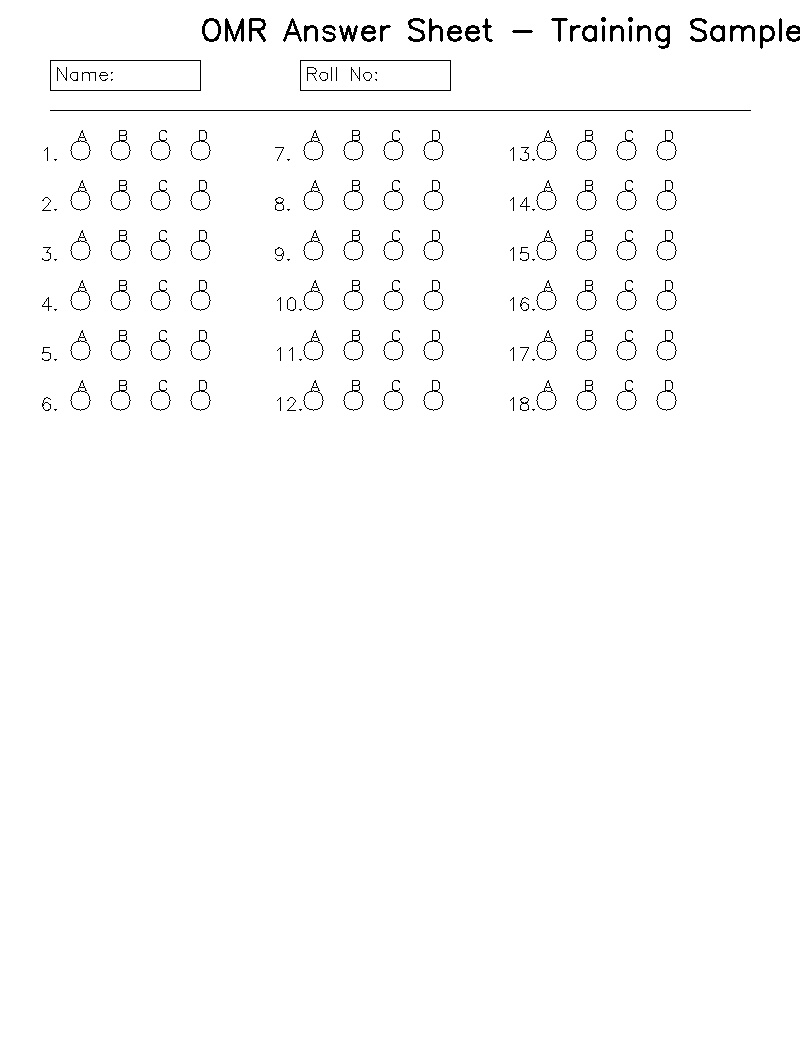 OMR Answer Sheet - Training Sample
Name: Roll No:
A B C D A B C D A B C D
1. 7. 13.
A B C D A B C D A B C D
2. 8. 14.
A B C D A B C D A B C D
3. 9. 15.
A B C D A B C D A B C D
4. 10. 16.
A B C D A B C D A B C D
5. 11. 17.
A B C D A B C D A B C D
6. 12. 18.